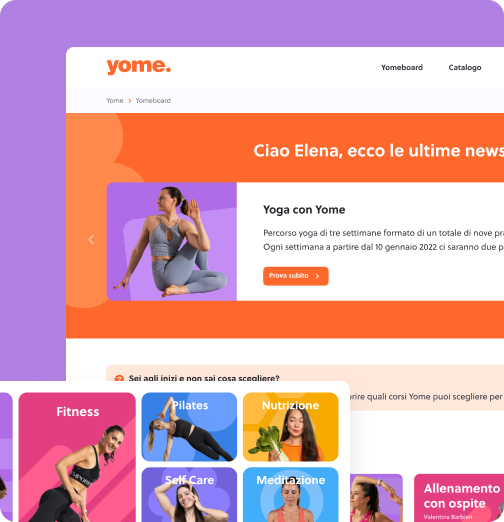 yome.
Yomeboard Catalogo
Yome > Yomeboard
Ciao Elena, ecco le ultime news
Yoga con Yome
Percorso yoga di tre settimane formato di un totale di nove pra
Ogni settimana a partire dal 10 gennaio 2022 ci saranno due p
Prova subito >
? Sei agli inizi e non sai cosa scegliere?
prire quali corsi Yome puoi scegliere per
Fitness
Pilates
Nutrizione
Self Care
Meditazione
Allenamento
con ospite
Valentina Barbieri